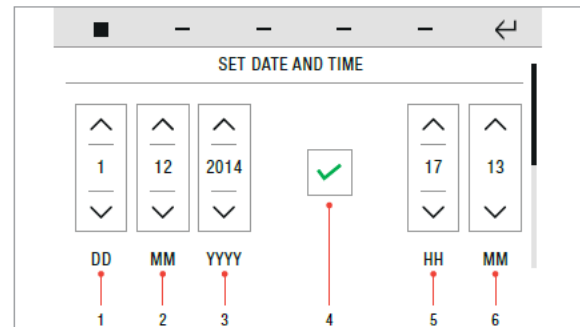 SET DATE AND TIME
1 12 2014 17 13
DD MM YYYY HH MM
1 2 3 4 5 6